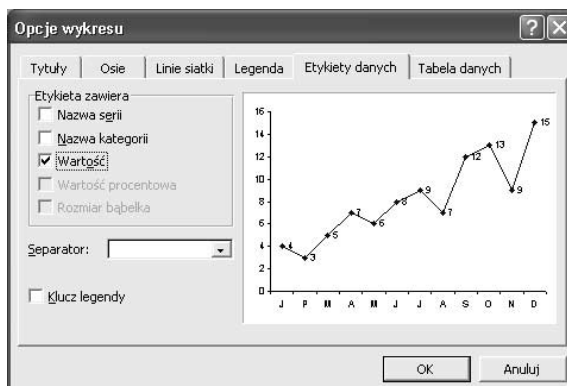 Opcje wykresu
Tytuły
Osie
Linie siatki
Legenda
Etykiety danych
Tabela danych
Etykieta zawiera
Nazwa serii
Nazwa kategorii
Wartość
Wartość procentowa
Rozmiar bąbelka
Separator:
Klucz legendy
16
14
12
10
8
6
4
2
0
4
3
5
7
6
8
9
7
12
13
9
15
J F M A M J J A S O N D
OK
Anuluj